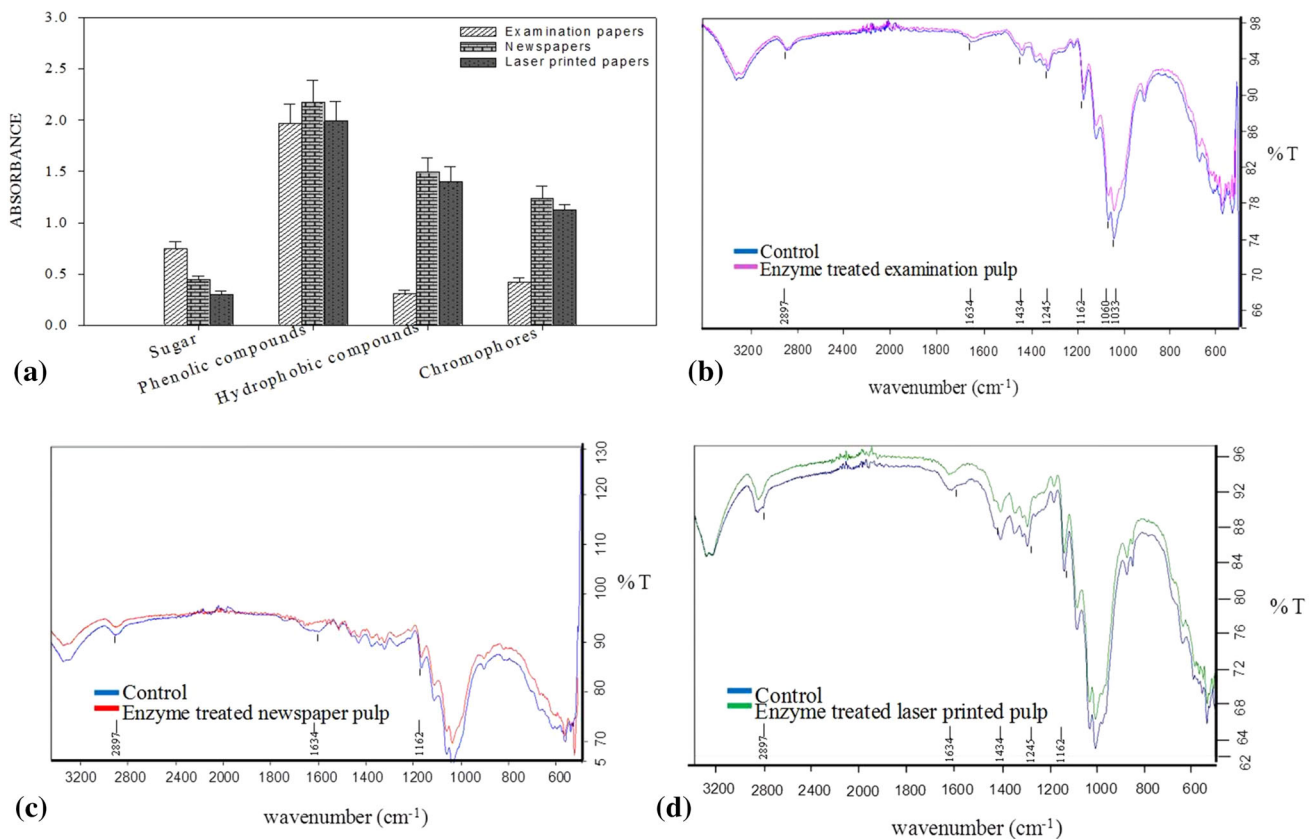 3.0
2.5
2.0
1.5
1.0
0.5
0.0
ABSORBANCE
Examination papers
Newspapers
Laser printed papers
Sugar
Phenolic compounds
Hydrophobic compounds
Chromophores
(a)
98
94
90
86
82
78
74
70
66
%T
Control
Enzyme treated examination pulp
2897
1634
1434
1245
1162
1060
1033
3200 2800 2000 1600 1400 1200 1000 800 600
wavenumber (cm-1)
(b)
130
120
110
100
90
80
70
5
%T
Control
Enzyme treated newspaper pulp
2897
1634
1162
3200 2800 2000 1600 1400 1200 1000 800 600
wavenumber (cm-1)
(c)
96
92
88
84
80
76
72
68
64
62
%T
Control
Enzyme treated laser printed pulp
2897
1634
1434
1245
1162
3200 2800 2000 1600 1400 1200 1000 800 600
wavenumber (cm-1)
(d)